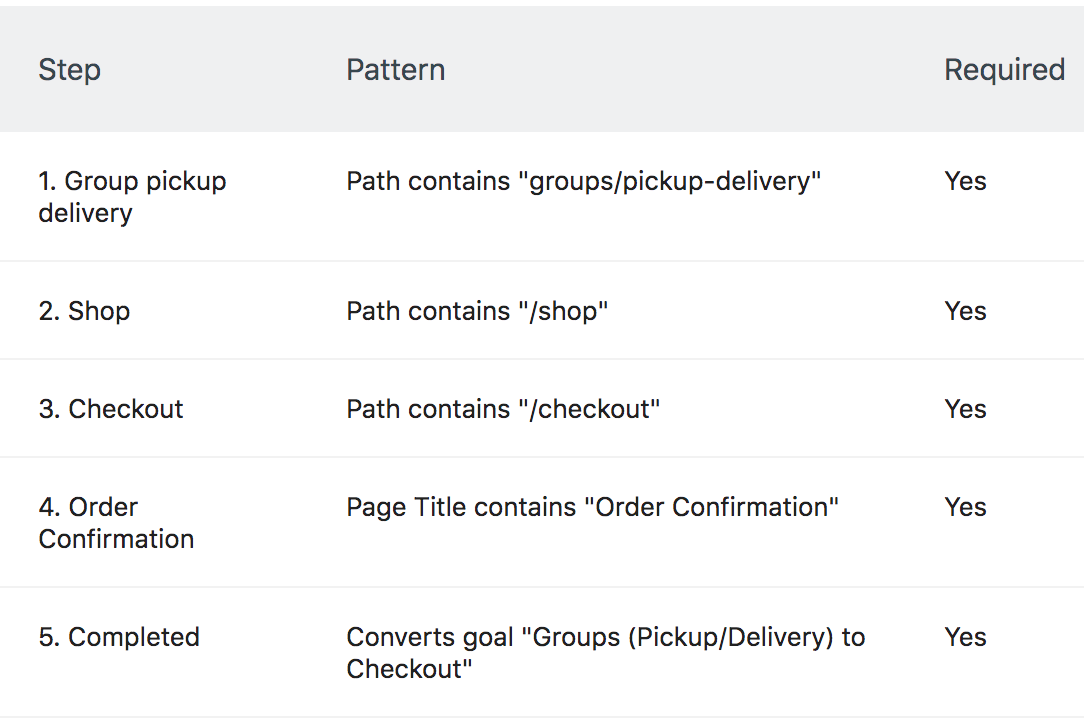 Step Pattern Required
1. Group pickup delivery Path contains "groups/pickup-delivery" Yes
2. Shop Path contains "/shop" Yes
3. Checkout Path contains "/checkout" Yes
4. Order Confirmation Page Title contains "Order Confirmation" Yes
5. Completed Converts goal "Groups (Pickup/Delivery) to Checkout" Yes